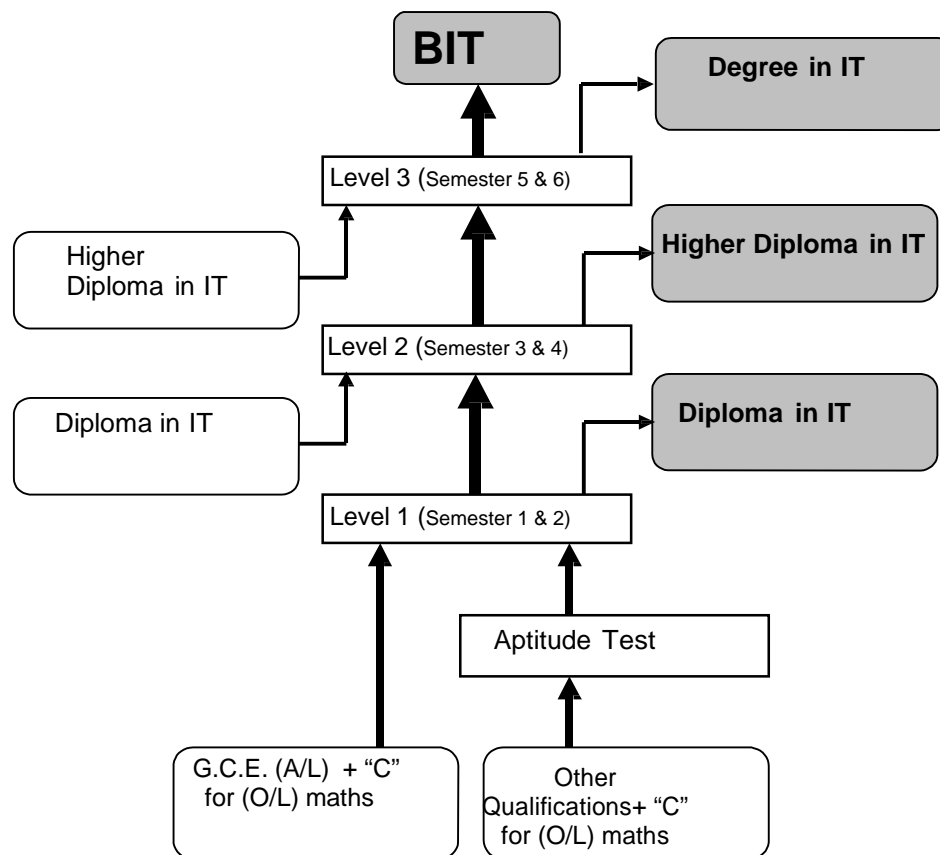 BIT
Degree in IT
Level 3 (Semester 5 & 6)
Higher
Diploma in IT
Higher Diploma in IT
Level 2 (Semester 3 & 4)
Diploma in IT
Diploma in IT
Level 1 (Semester 1 & 2)
Aptitude Test
G.C.E. (A/L) + “C”
for (O/L) maths
Other
Qualifications+ “C”
for (O/L) maths